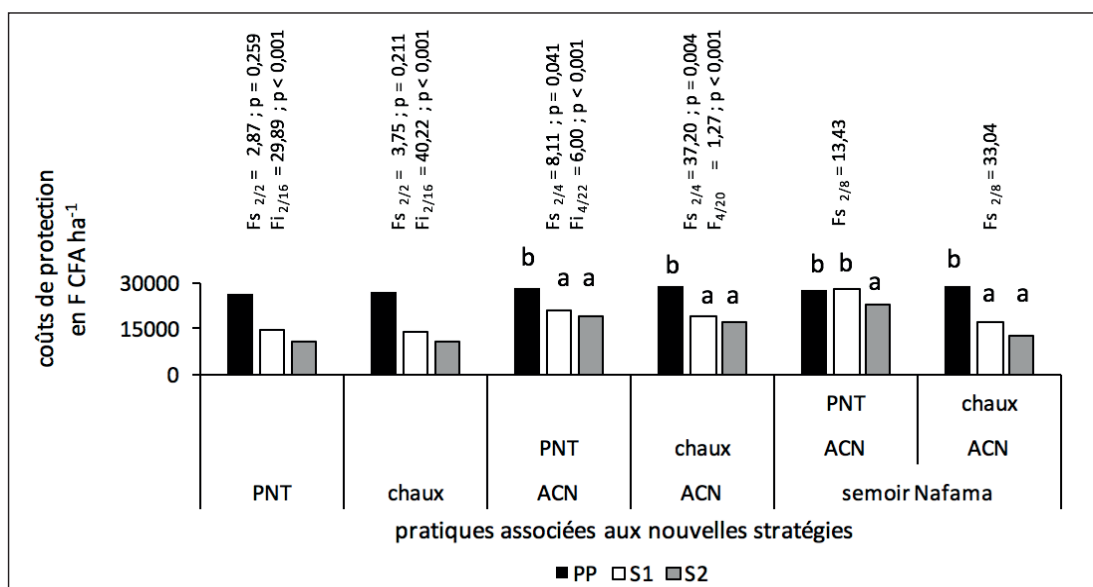 Fs 2/2 = 2,87 ; p = 0,259
Fi 2/16 = 29,89 ; p < 0,001
Fs 2/2 = 3,75 ; p = 0,211
Fi 2/16 = 40,22 ; p < 0,001
Fs 2/4 = 8,11 ; p = 0,041
Fi 4/22 = 6,00 ; p < 0,001
Fs 2/4 = 37,20 ; p = 0,004
F 4/20 = 1,27 ; p < 0,001
Fs 2/8 = 13,43
Fs 2/8 = 33,04
coûts de protection
en F CFA ha-1
30000
15000
0
b a a
b a a
b b a
b a a
PNT chaux
PNT chaux ACN ACN
PNT chaux ACN ACN semoir Nafama
pratiques associées aux nouvelles stratégies
PP S1 S2